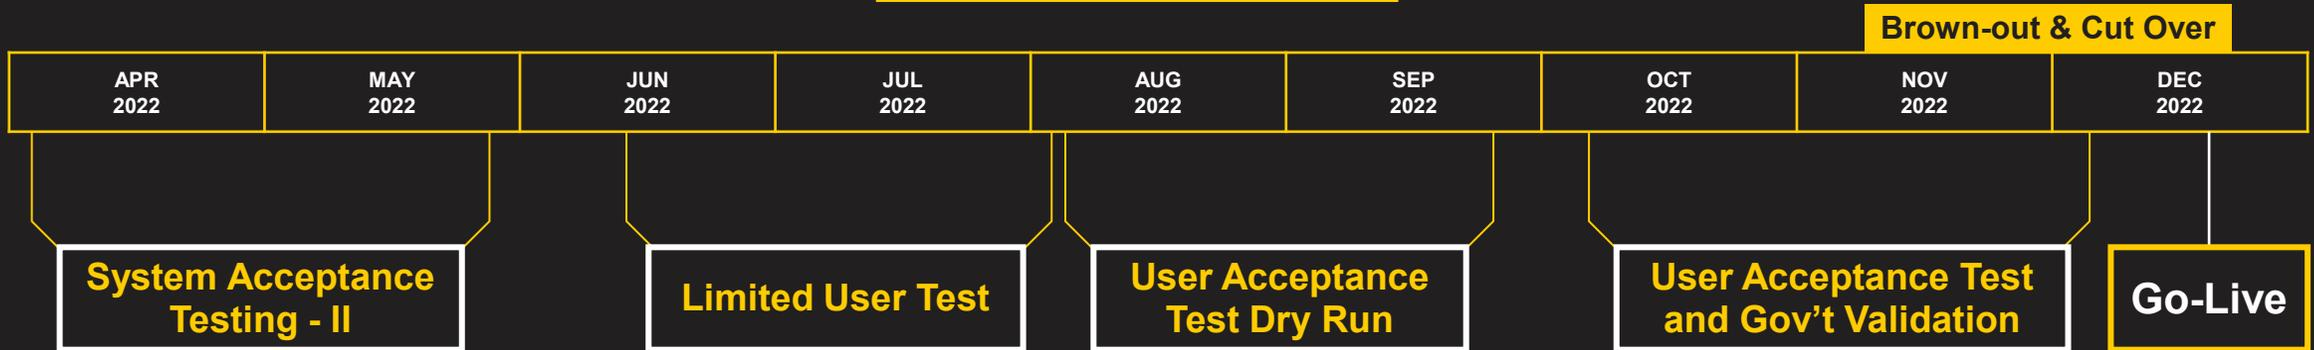 Brown-out & Cut Over
APR
2022
MAY
2022
JUN
2022
JUL
2022
AUG
2022
SEP
2022
OCT
2022
NOV
2022
DEC
2022
System Acceptance
Testing - II
Limited User Test
User Acceptance
Test Dry Run
User Acceptance Test
and Gov’t Validation
Go-Live